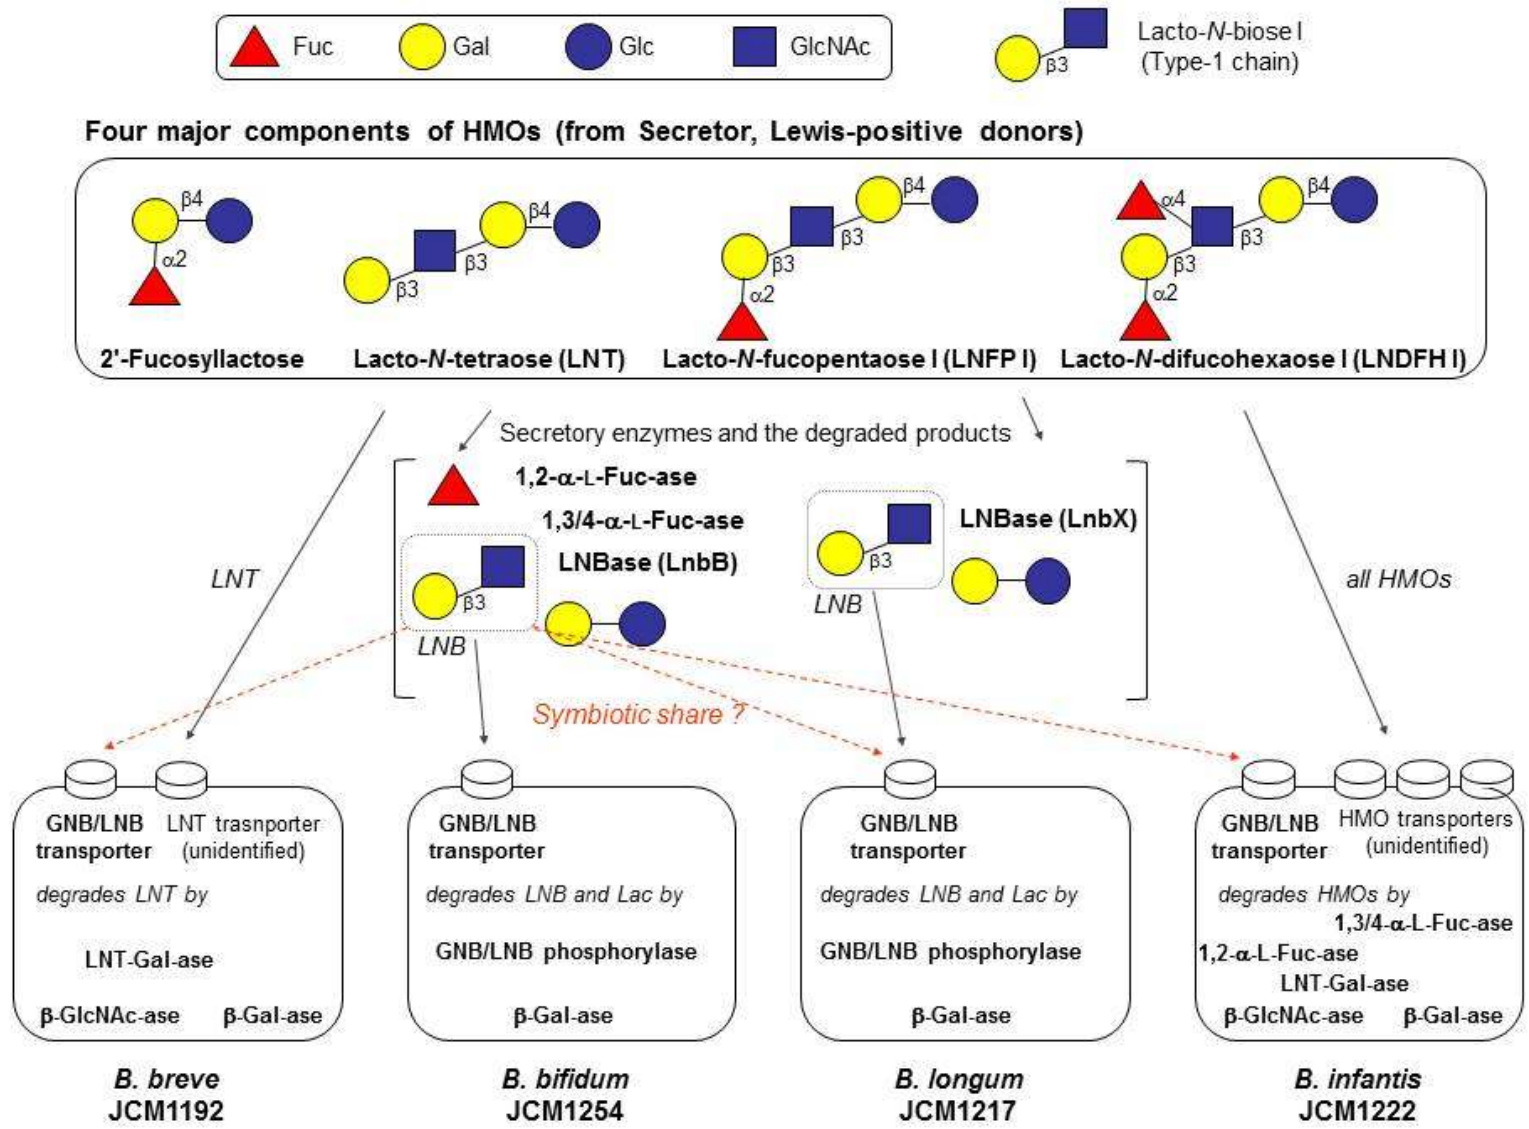 Fuc
Gal
Glc
GlcNAc
β3
Lacto-N-biose I
(Type-1 chain)
Four major components of HMOs (from Secretor, Lewis-positive donors)
β4
α2
2'-Fucosyllactose
β4
β3
β3
Lacto-N-tetraose (LNT)
β4
β3
β3
α2
Lacto-N-fucopentaose I (LNFP I)
α4
β4
β3
β3
α2
Lacto-N-difucohexaose I (LNDFH I)
Secretory enzymes and the degraded products
1,2-α-L-Fuc-ase
1,3/4-α-L-Fuc-ase
LNBase (LnbB)
β3
LNB
LNBase (LnbX)
β3
LNB
LNT
all HMOs
Symbiotic share ?
GNB/LNB
transporter
LNT trasnporter
(unidentified)
degrades LNT by
LNT-Gal-ase
β-GlcNAc-ase
β-Gal-ase
B. breve
JCM1192
GNB/LNB
transporter
degrades LNB and Lac by
GNB/LNB phosphorylase
β-Gal-ase
B. bifidum
JCM1254
GNB/LNB
transporter
degrades LNB and Lac by
GNB/LNB phosphorylase
β-Gal-ase
B. longum
JCM1217
GNB/LNB
transporter
HMO transporters
(unidentified)
degrades HMOs by
1,3/4-α-L-Fuc-ase
1,2-α-L-Fuc-ase
LNT-Gal-ase
β-GlcNAc-ase
β-Gal-ase
B. infantis
JCM1222